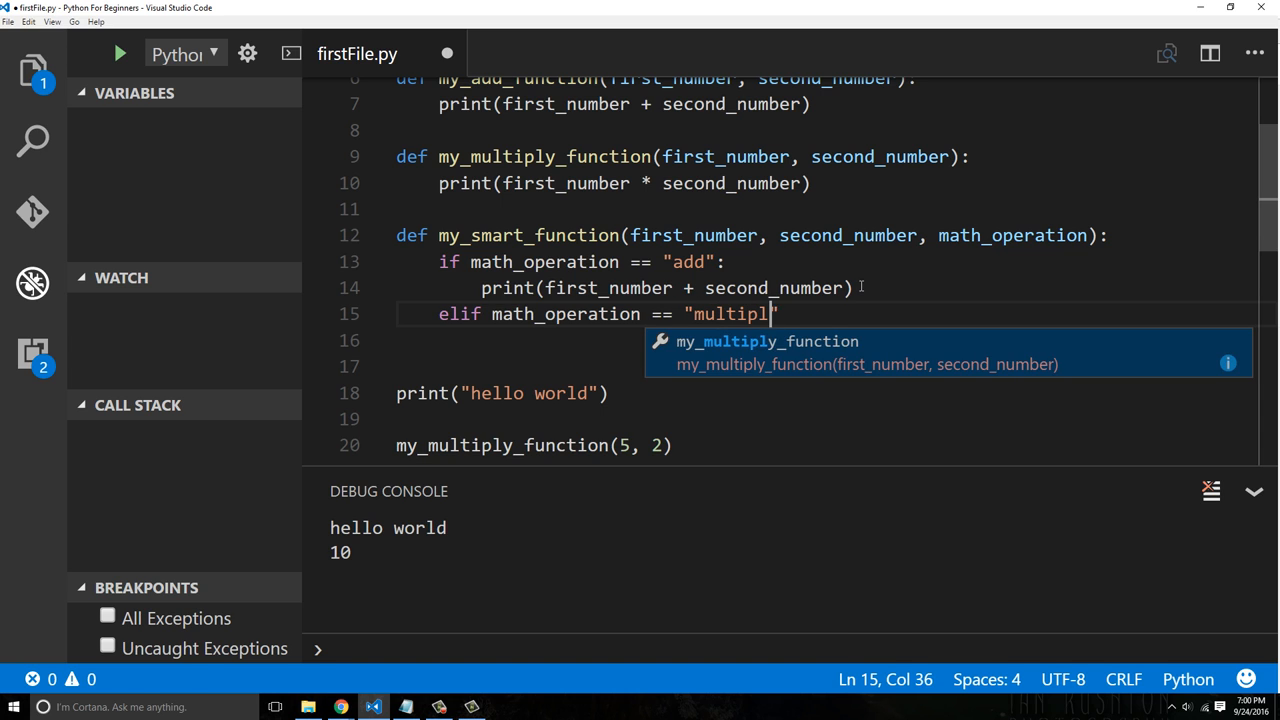 ● firstFile.py - Python For Beginners - Visual Studio Code
File Edit View Go Help
Pythor
firstFile.py
1
VARIABLES
WATCH
CALL STACK
BREAKPOINTS
All Exceptions
Uncaught Exceptions
2
6 def my_add_function(first_number, second_number):
7 print(first_number + second_number)
8
9 def my_multiply_function(first_number, second_number):
10 print(first_number * second_number)
11
12 def my_smart_function(first_number, second_number, math_operation):
13 if math_operation == "add":
14 print(first_number + second_number)
15 elif math_operation == "multipl"
my_multiply_function
my_multiply_function(first_number, second_number)
16
17
18 print("hello world")
19
20 my_multiply_function(5, 2)
DEBUG CONSOLE
hello world
10
0 0
Ln 15, Col 36 Spaces: 4 UTF-8 CRLF Python
I'm Cortana. Ask me anything.
7:00 PM
9/24/2016